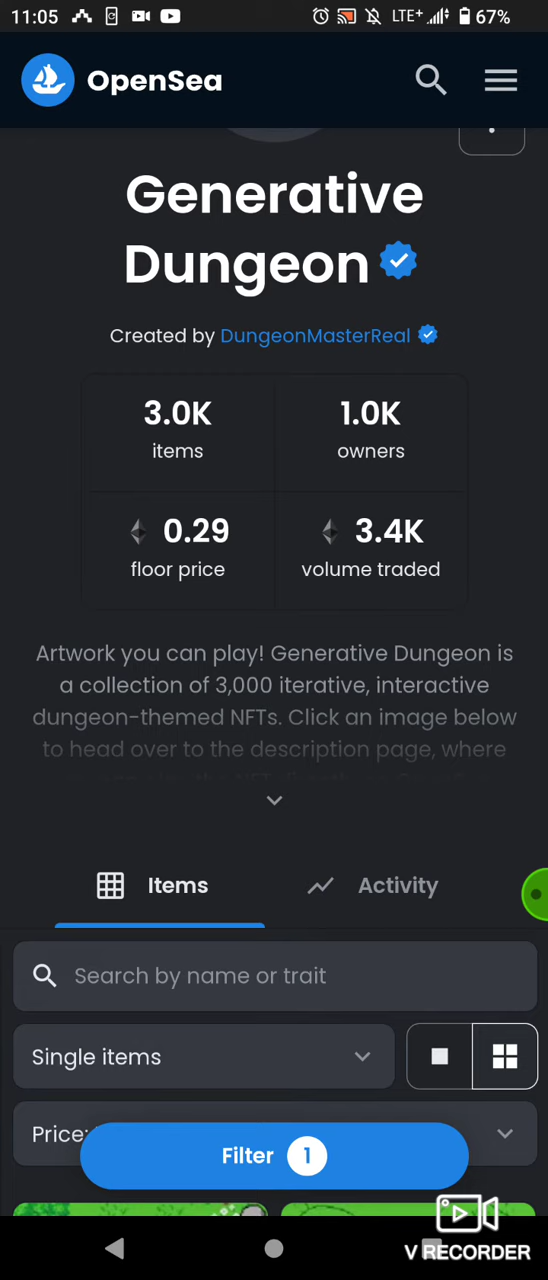 11:05 LTE+ 67%
OpenSea
Generative
Dungeon
Created by DungeonMasterReal
3.0K 1.0K
items owners
0.29 3.4K
floor price volume traded
Artwork you can play! Generative Dungeon is
a collection of 3,000 iterative, interactive
dungeon-themed NFTs. Click an image below
to head over to the description page, where
Items Activity
Search by name or trait
Single items
Price:
Filter 1
V RECORDER